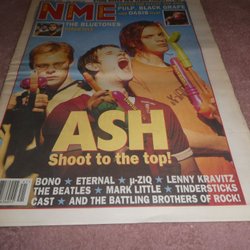 PULP, BLACK GRAPE
OASIS
NME
THE BLUETONES
ASH
Shoot to the top!
BONO ★ ETERNAL ★ µ-ZIQ ★ LENNY KRAVITZ
THE BEATLES ★ MARK LITTLE ★ TINDERSTICKS
CAST ★ AND THE BATTLING BROTHERS OF ROCK!